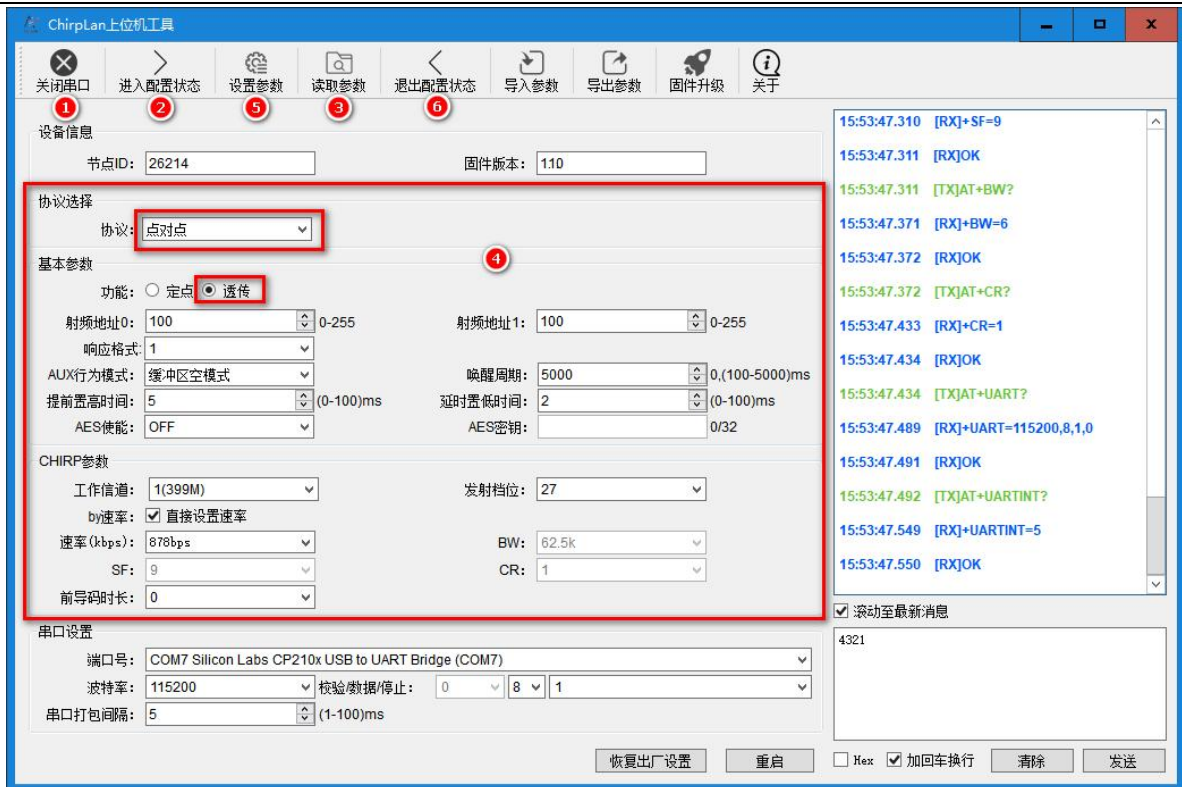 ChirpLan上位机工具
关闭串口 进入配置状态 设置参数 读取参数 退出配置状态 导入参数 导出参数 固件升级 关于
1 2 5 3 6
设备信息
节点ID: 26214 固件版本: 1.10
协议选择
协议: 点对点
4
基本参数
功能: 定点 透传
射频地址0: 100 0-255 射频地址1: 100 0-255
响应格式: 1
AUX行为模式: 缓冲区空模式 唤醒周期: 5000 0,(100-5000)ms
提前置高时间: 5 (0-100)ms 延时置低时间: 2 (0-100)ms
AES使能: OFF AES密钥: 0/32
CHIRP参数
工作信道: 1(399M) 发射档位: 27
by速率: 直接设置速率
速率(kbps): 878bps BW: 62.5k
SF: 9 CR: 1
前导码时长: 0
串口设置
端口号: COM7 Silicon Labs CP210x USB to UART Bridge (COM7)
波特率: 115200 校验/数据/停止: 0 8 1
串口打包间隔: 5 (1-100)ms
恢复出厂设置 重启
15:53:47.310 [RX]+SF=9
15:53:47.311 [RX]OK
15:53:47.311 [TX]AT+BW?
15:53:47.371 [RX]+BW=6
15:53:47.372 [RX]OK
15:53:47.372 [TX]AT+CR?
15:53:47.433 [RX]+CR=1
15:53:47.434 [RX]OK
15:53:47.434 [TX]AT+UART?
15:53:47.489 [RX]+UART=115200,8,1,0
15:53:47.491 [RX]OK
15:53:47.492 [TX]AT+UARTINT?
15:53:47.549 [RX]+UARTINT=5
15:53:47.550 [RX]OK
滚动至最新消息
4321
Hex 加回车换行 清除 发送